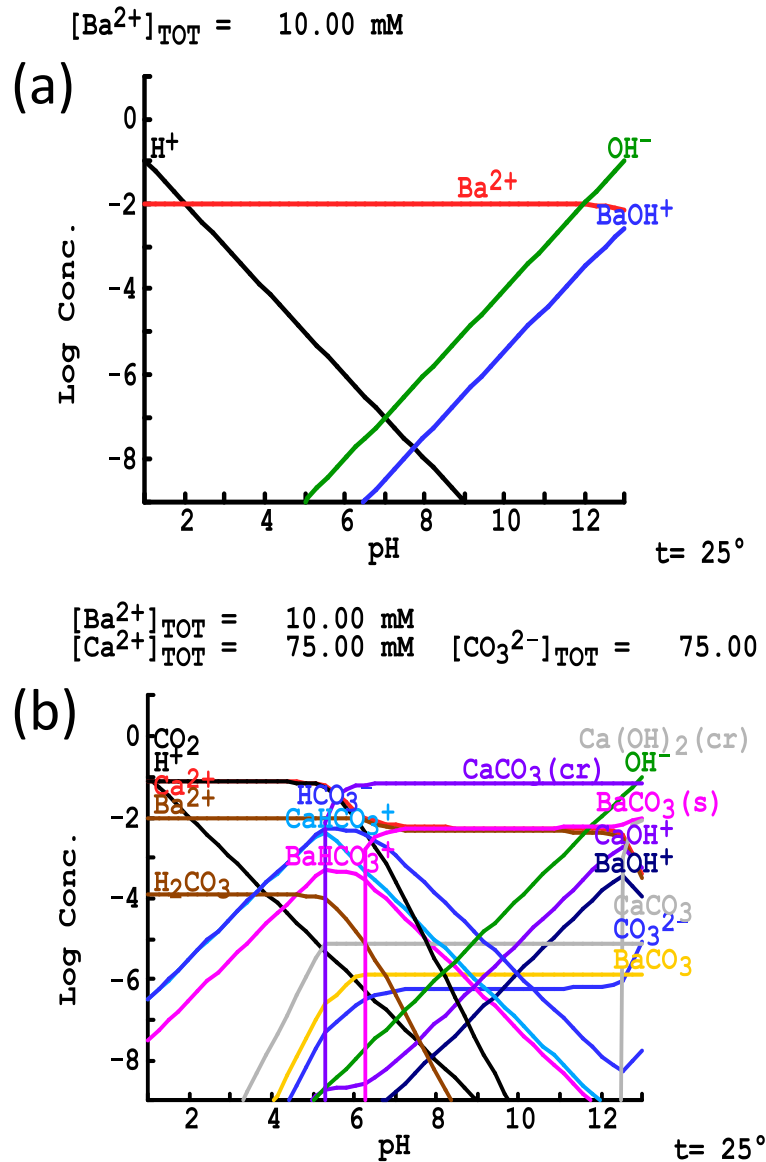 [Ba²⁺]TOT = 10.00 mM
(a)
0
H⁺
OH⁻
Ba²⁺
−2
BaOH⁺
−4
Log Conc.
−6
−8
2 4 6 8 10 12
pH
t= 25°
[Ba²⁺]TOT = 10.00 mM
[Ca²⁺]TOT = 75.00 mM [CO₃²⁻]TOT = 75.00
(b)
0
CO₂
Ca(OH)₂(cr)
H⁺
OH⁻
CaCO₃(cr)
Ca²⁺
HCO₃⁻
Ba²⁺
BaCO₃(s)
−2
CaHCO₃⁺
CaOH⁺
BaHCO₃⁺
BaOH⁺
H₂CO₃
−4
CaCO₃
CO₃²⁻
Log Conc.
BaCO₃
−6
−8
2 4 6 8 10 12
pH
t= 25°